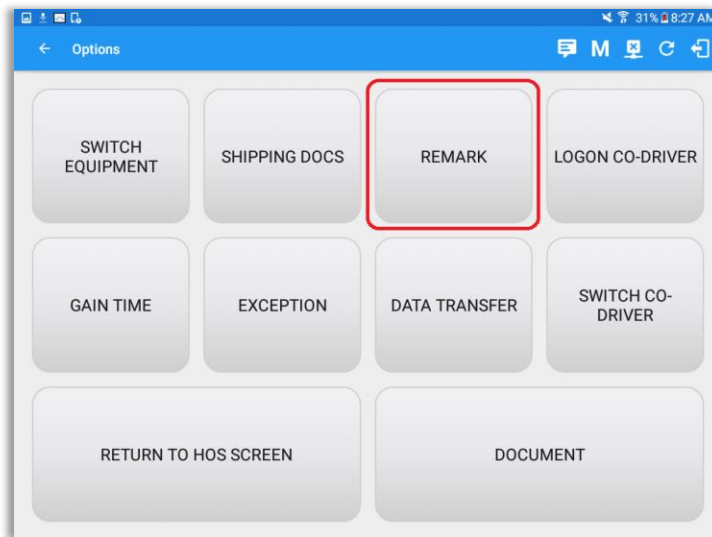 31% 8:27 AM
Options
M
SWITCH
EQUIPMENT
SHIPPING DOCS
REMARK
LOGON CO-DRIVER
GAIN TIME
EXCEPTION
DATA TRANSFER
SWITCH CO-
DRIVER
RETURN TO HOS SCREEN
DOCUMENT